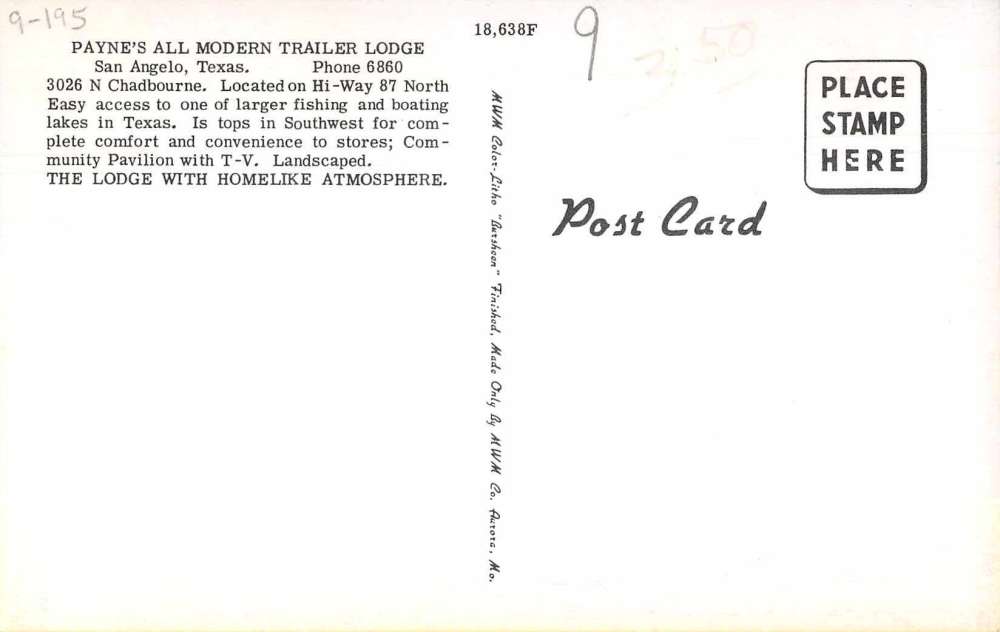 9-195
18,638F
9
2.50
PAYNE'S ALL MODERN TRAILER LODGE
San Angelo, Texas. Phone 6860
3026 N Chadbourne. Located on Hi-Way 87 North
Easy access to one of larger fishing and boating
lakes in Texas. Is tops in Southwest for com-
plete comfort and convenience to stores; Com-
munity Pavilion with T-V. Landscaped.
THE LODGE WITH HOMELIKE ATMOSPHERE.
MWM Color-Litho "Bursheen" Finished, Made Only By MWM Co. Aurora, Mo.
Post Card
PLACE
STAMP
HERE